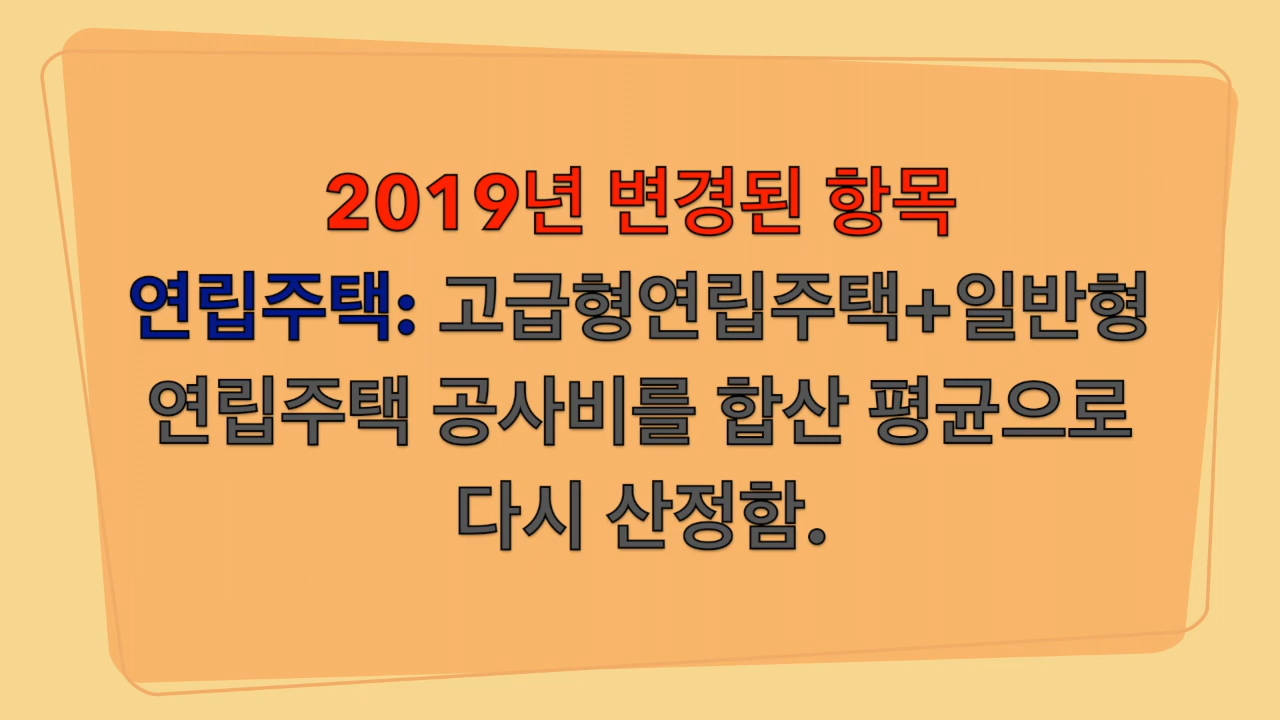 2019년 변경된 항목
연립주택: 고급형연립주택+일반형
연립주택 공사비를 합산 평균으로
다시 산정함.